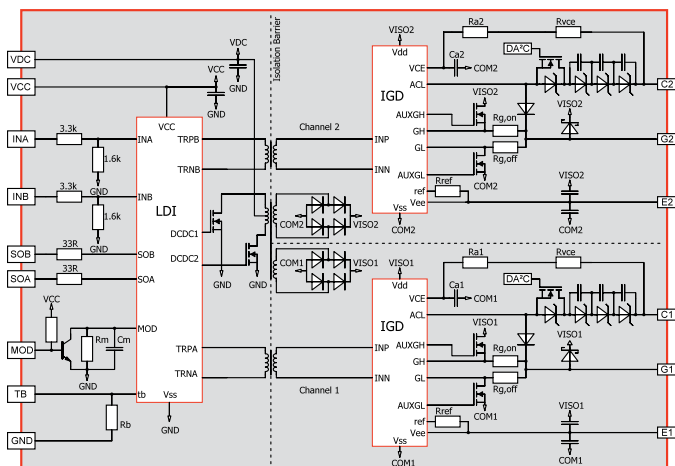 VISO2
Ra2
Rvce
VDC
Vdd
DA²C
VDC
Isolation Barrier
VCE
Ca2
COM2
VCC
VCC
GND
ACL
C2
GND
IGD
VISO2
VISO2
AUXGH
VCC
3.3k
Channel 2
GH
Rg,on
INA
INA
TRPB
INP
GL
G2
1.6k
Rg,off
TRNB
INN
AUXGL
GND
3.3k
ref
Rref
COM2
VISO2
INB
INB
Vee
E2
LDI
Vss
1.6k
COM2
VISO2
COM2
COM2
DCDC1
GND
33R
SOB
SOB
DCDC2
COM1
VISO1
VISO1
Ra1
Rvce
33R
SOA
SOA
GND
GND
Vdd
DA²C
VCE
Ca1
COM1
VCC
ACL
C1
IGD
VISO1
MOD
VISO1
AUXGH
MOD
Rm
Cm
TRPA
INP
GH
Rg,on
G1
GL
TRNA
INN
Rg,off
GND
Channel 1
AUXGL
TB
tb
Vss
COM1
VISO1
ref
Rref
Rb
GND
Vee
E1
GND
Vss
COM1
COM1